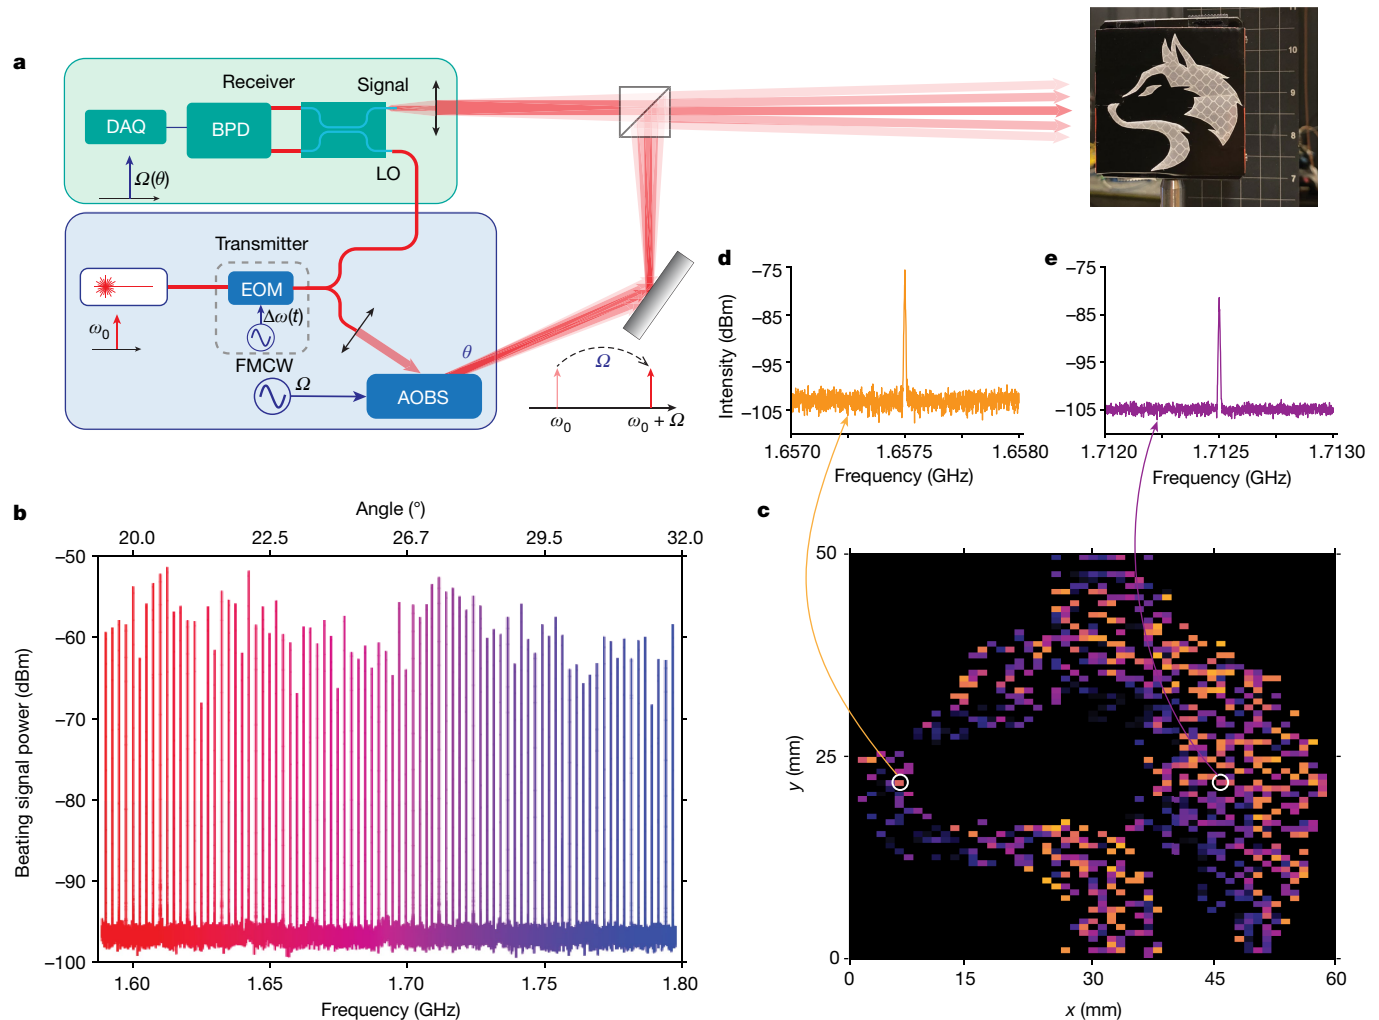 a
Receiver
Signal
DAQ
BPD
LO
Ω(θ)
Transmitter
EOM
Δω(t)
ω0
FMCW
Ω
AOBS
θ
Ω
ω0
ω0 + Ω
10
9
8
7
d
−75
−85
−95
−105
Intensity (dBm)
1.6570
1.6575
1.6580
Frequency (GHz)
e
−75
−85
−95
−105
1.7120
1.7125
1.7130
Frequency (GHz)
b
Angle (°)
20.0
22.5
26.7
29.5
32.0
−50
−60
−70
−80
−90
−100
Beating signal power (dBm)
1.60
1.65
1.70
1.75
1.80
Frequency (GHz)
c
50
25
0
y (mm)
0
15
30
45
60
x (mm)